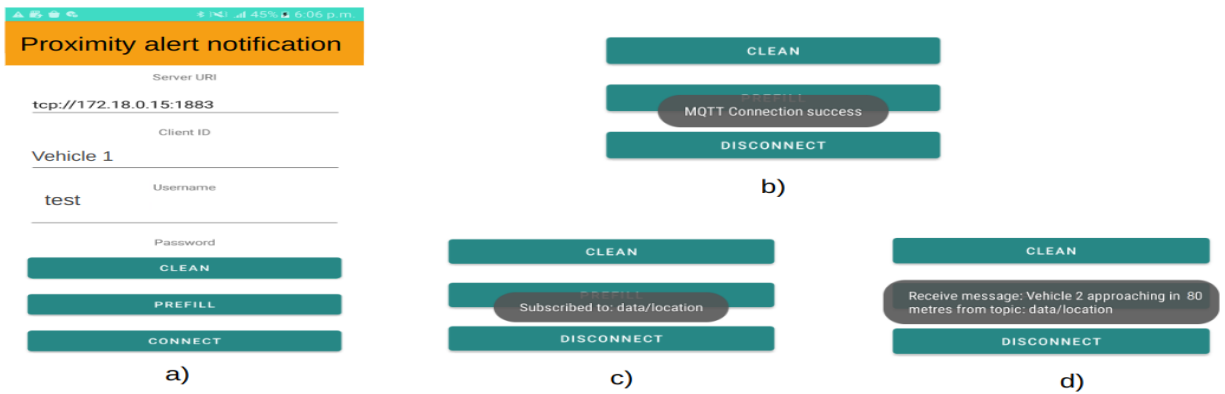 45% 6:06 p.m.
Proximity alert notification
Server URI
tcp://172.18.0.15:1883
Client ID
Vehicle 1
Username
test
Password
CLEAN
PREFILL
CONNECT
a)
CLEAN
PREFILL
MQTT Connection success
DISCONNECT
b)
CLEAN
PREFILL
Subscribed to: data/location
DISCONNECT
c)
CLEAN
Receive message: Vehicle 2 approaching in 80
metres from topic: data/location
DISCONNECT
d)